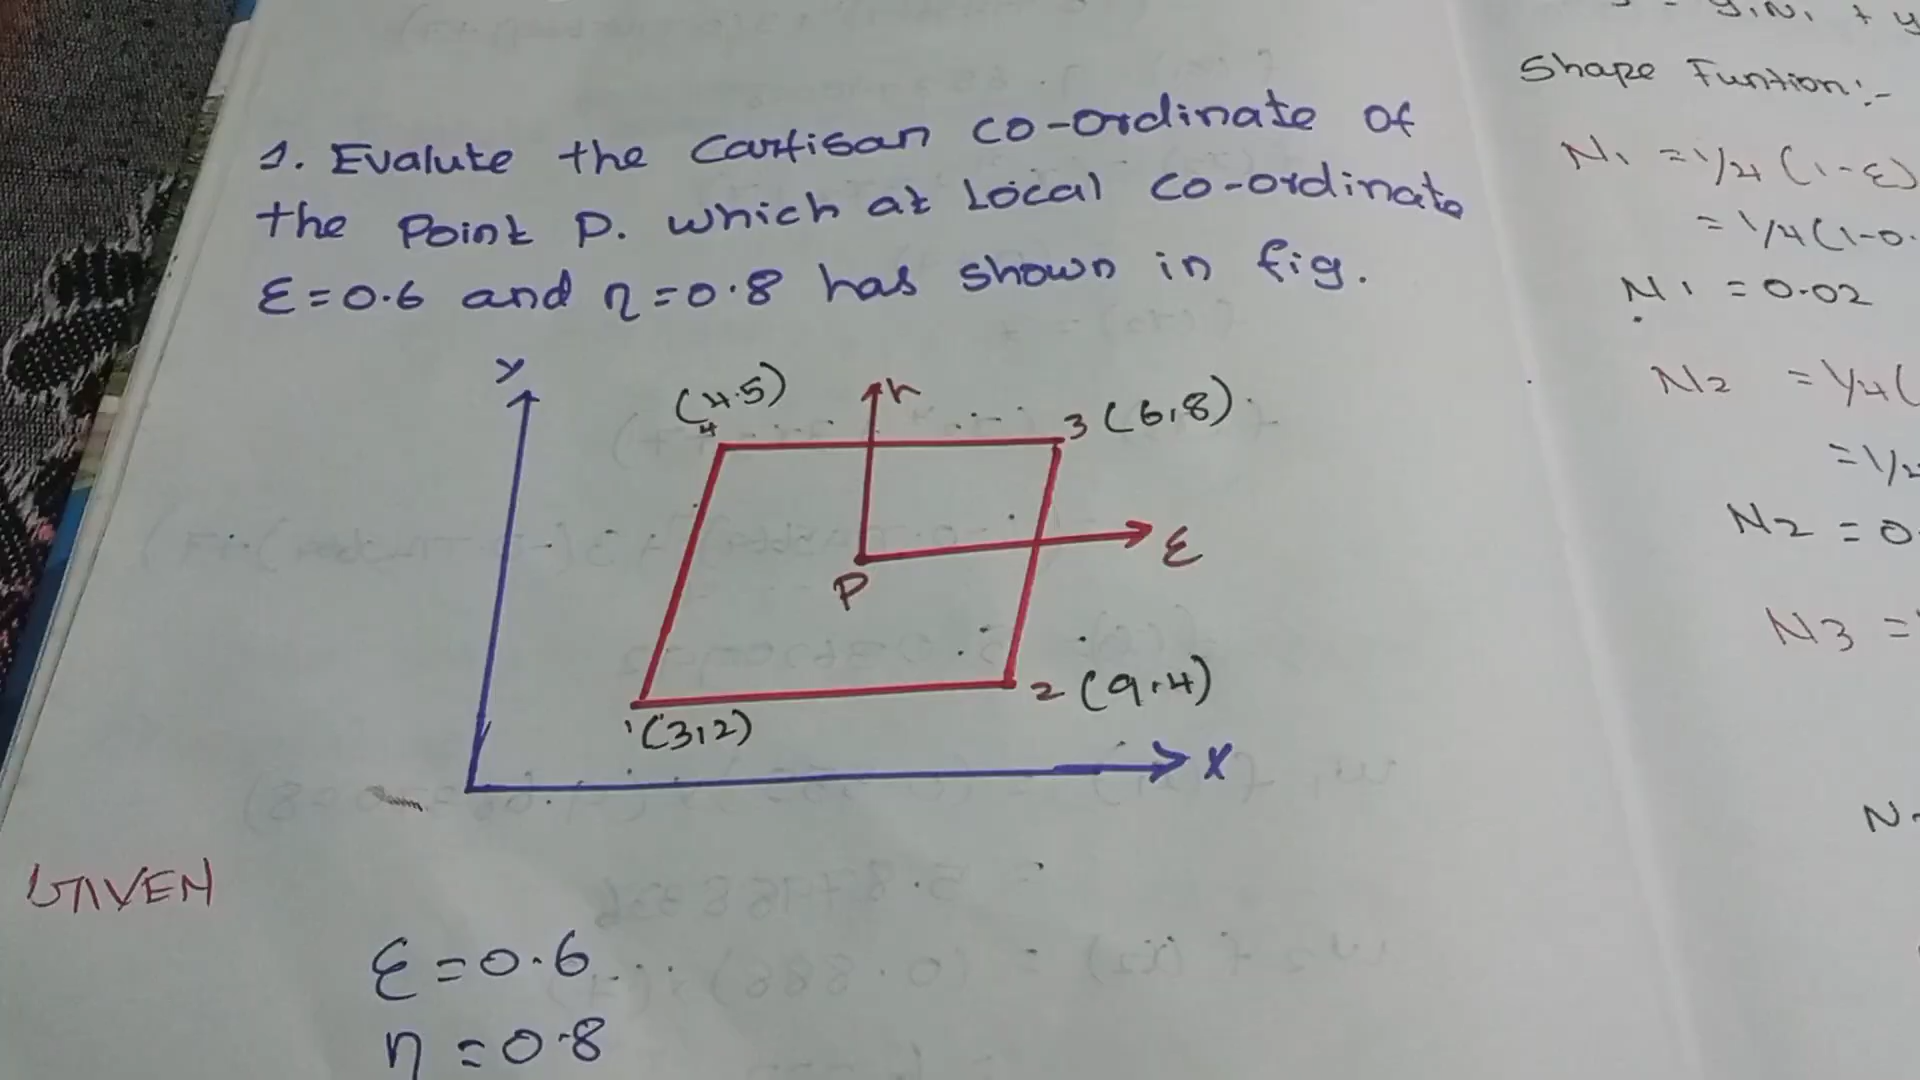 1. Evalute the Cartisan co-ordinate of
the Point P. which at Local co-ordinate
ε=0.6 and η=0.8 has shown in fig.
y
(4.5)
4
η
3 (6,8)
ε
P
2 (9,4)
1(3,2)
x
GIVEN
ε=0.6
η=0.8
y₁N₁ + y
Shape Funtion:-
N₁ = 1/4 (1-ε)
= 1/4 (1-0.
N₁ = 0.02
N₂ = 1/4 (
= 1/4
N₂ = 0.
N3 =
N